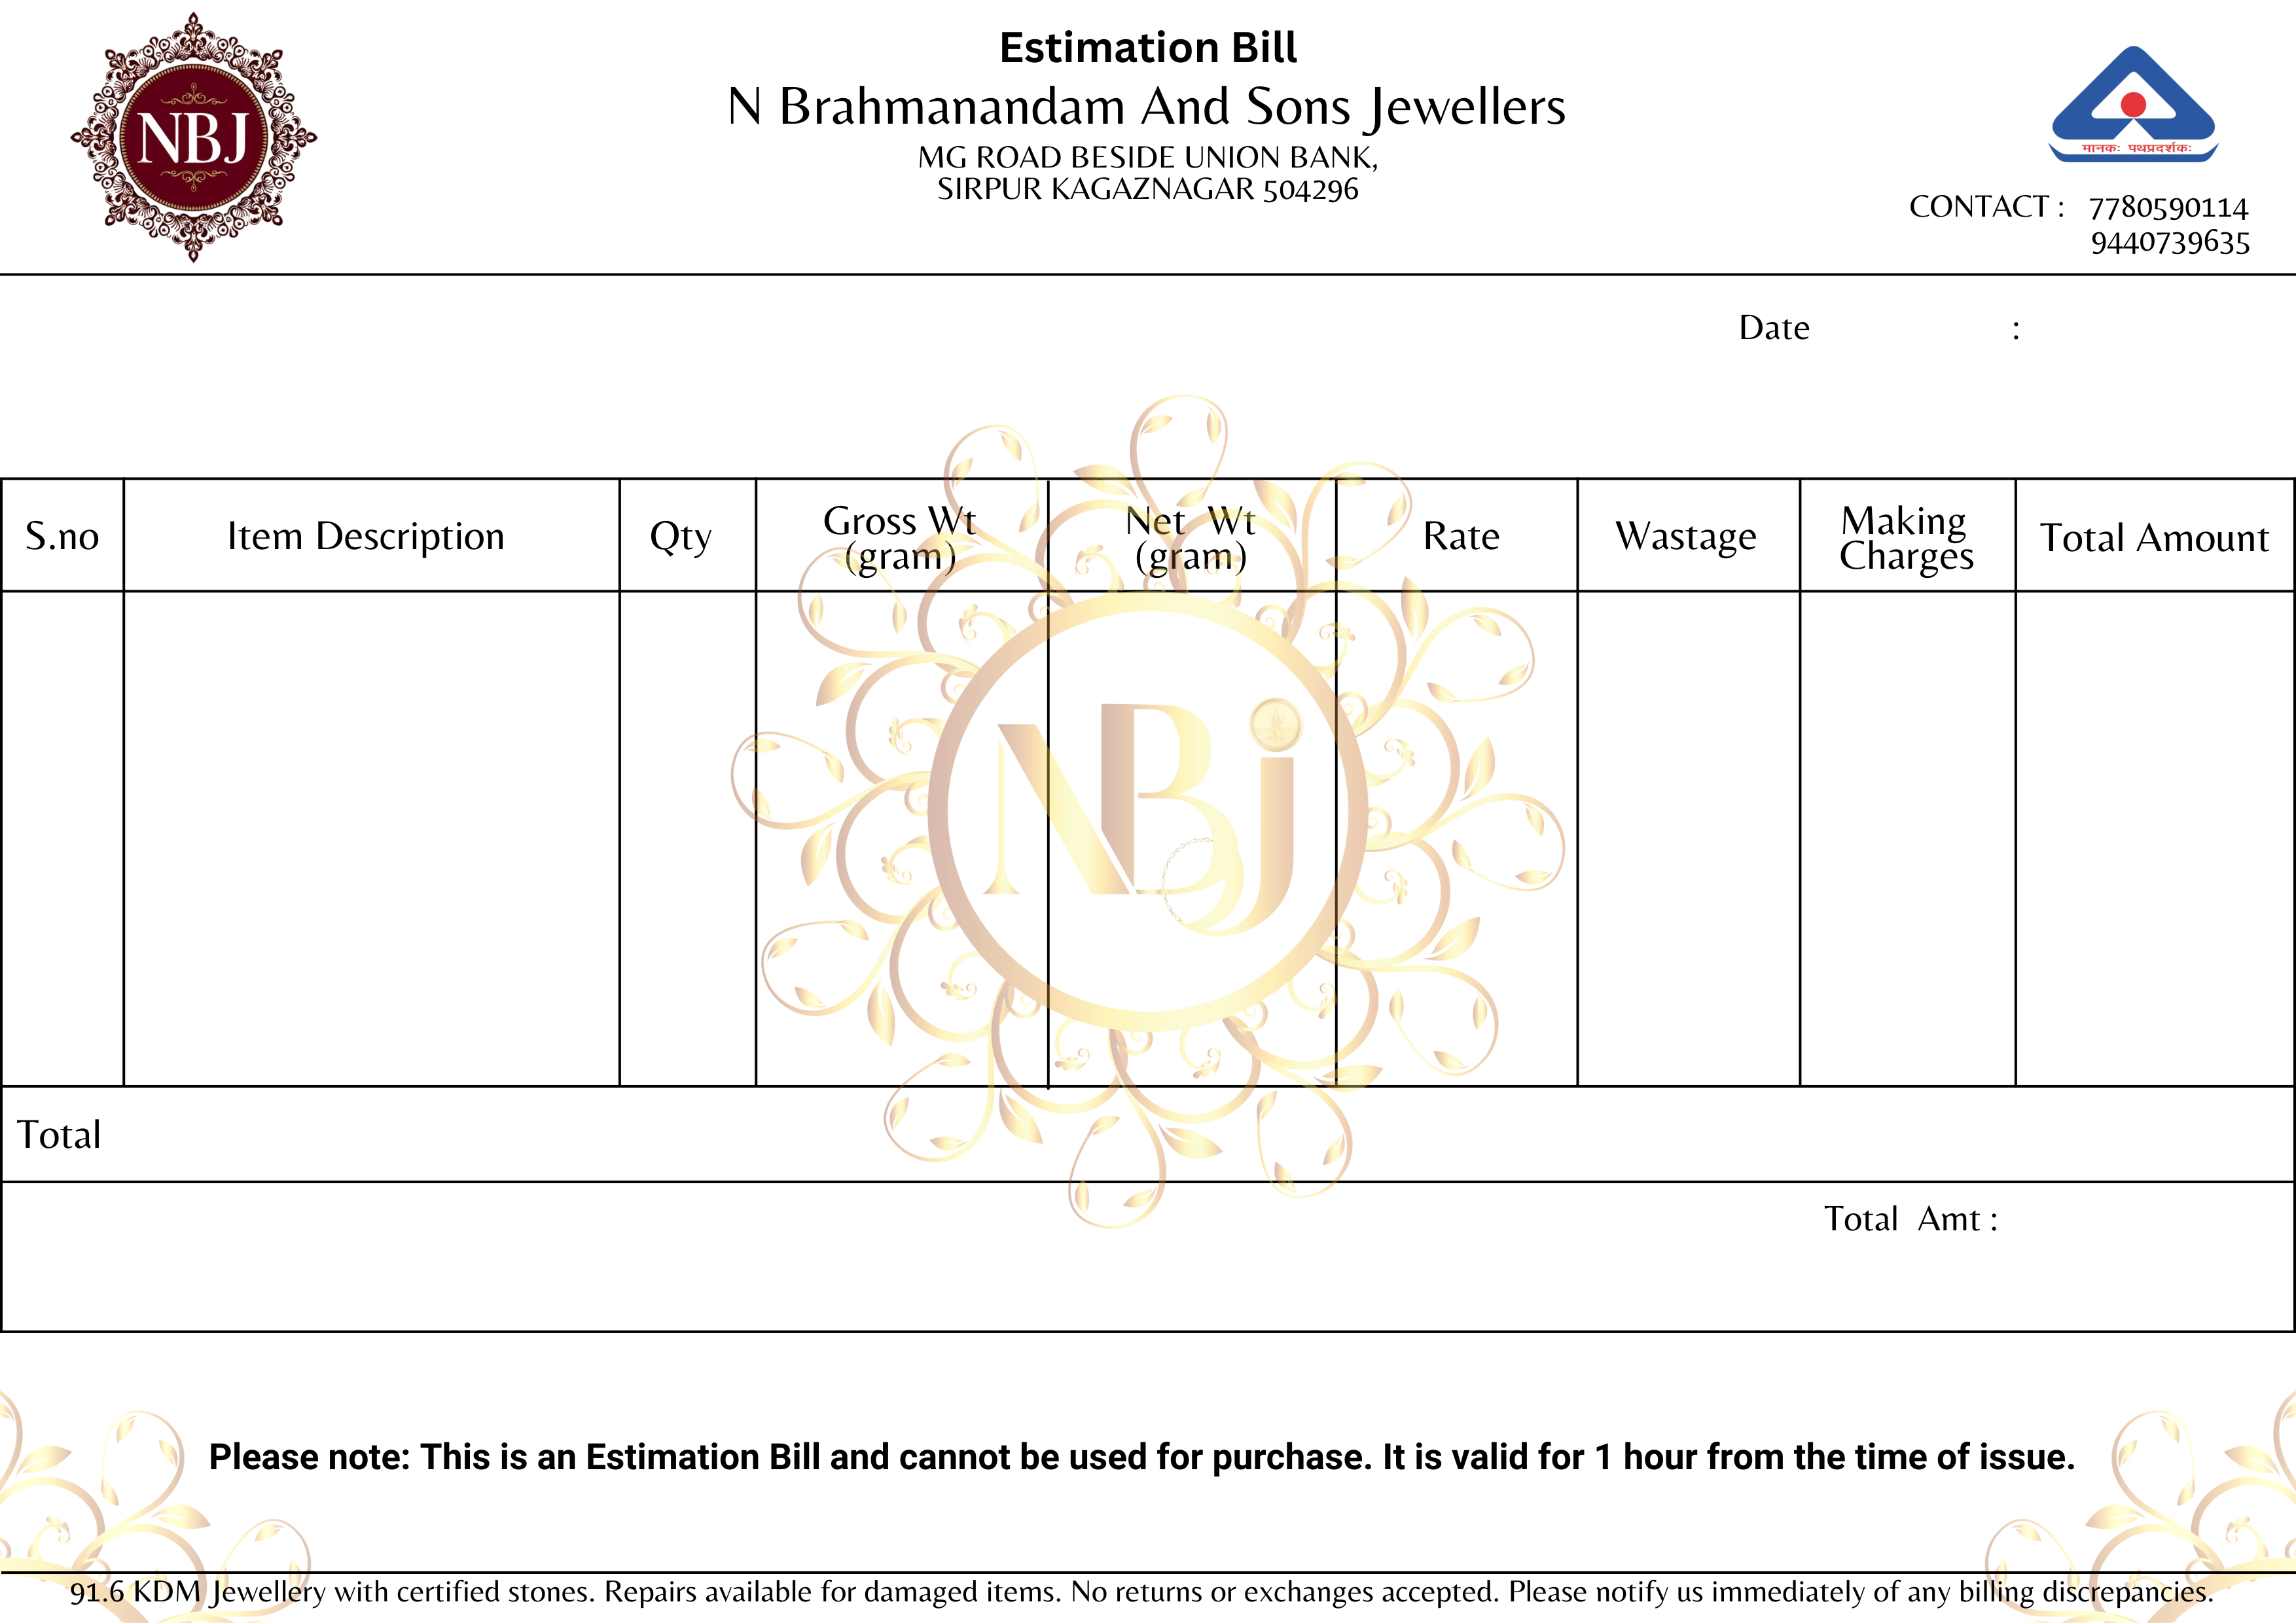 NBJ
Estimation Bill
N Brahmanandam And Sons Jewellers
MG ROAD BESIDE UNION BANK,
SIRPUR KAGAZNAGAR 504296
मानकः पथप्रदर्शकः
CONTACT : 7780590114
9440739635
Date :
S.no Item Description Qty Gross Wt (gram) Net Wt (gram) Rate Wastage Making Charges Total Amount
NBJ
Total
Total Amt :
Please note: This is an Estimation Bill and cannot be used for purchase. It is valid for 1 hour from the time of issue.
91.6 KDM Jewellery with certified stones. Repairs available for damaged items. No returns or exchanges accepted. Please notify us immediately of any billing discrepancies.